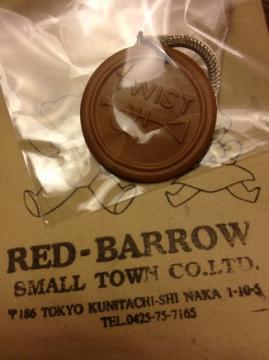 TWIST
RED-BARROW
SMALL TOWN CO.LTD.
〒186 TOKYO KUNITACHI-SHI NAKA 1-10-5
TEL.0425-75-7165